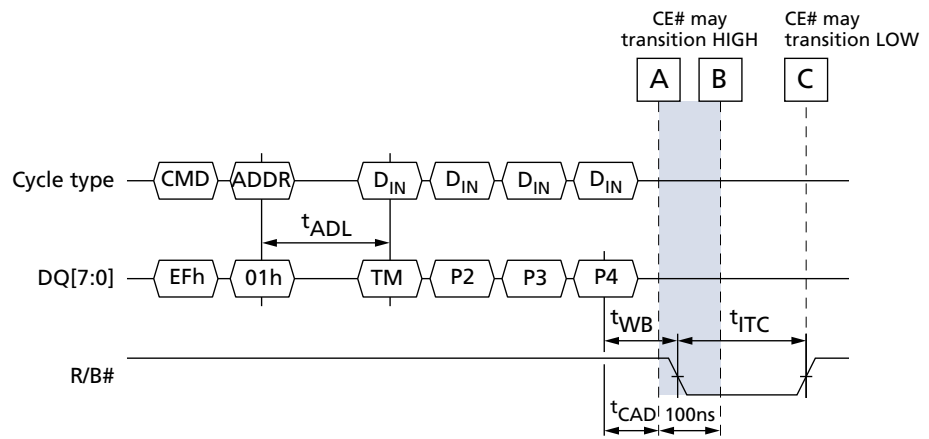 CE# may
transition HIGH
CE# may
transition LOW
A B C
Cycle type CMD ADDR DIN DIN DIN DIN
tADL
DQ[7:0] EFh 01h TM P2 P3 P4
tWB tITC
R/B#
tCAD 100ns